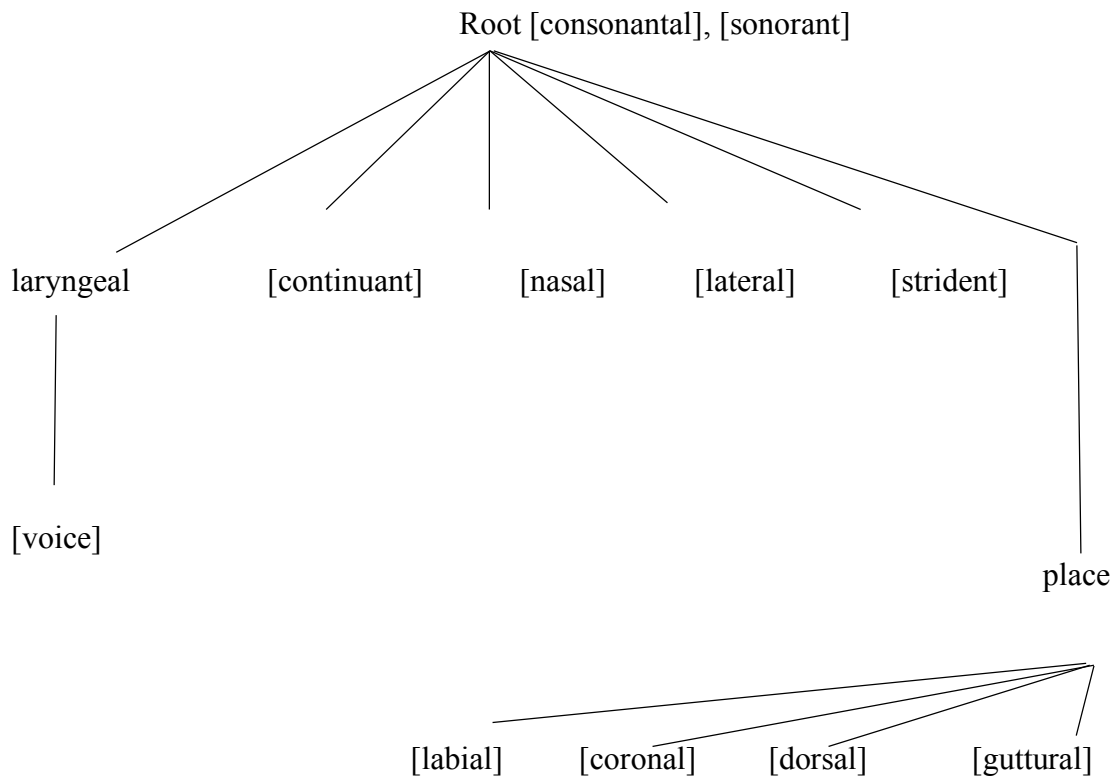 Root [consonantal], [sonorant]
laryngeal [continuant] [nasal] [lateral] [strident]
[voice]
place
[labial] [coronal] [dorsal] [guttural]